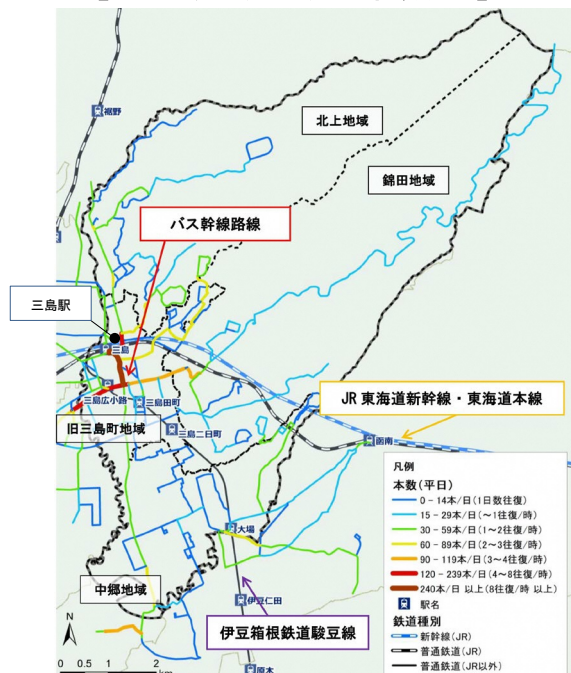 裾野
北上地域
錦田地域
バス幹線路線
三島駅
三島
三島広小路
三島田町
旧三島町地域
三島二日町
JR 東海道新幹線・東海道本線
函南
大場
中郷地域
伊豆仁田
伊豆箱根鉄道駿豆線
原木
凡例
本数(平日)
0 - 14本/日(1日数往復)
15 - 29本/日(~1往復/時)
30 - 59本/日(1~2往復/時)
60 - 89本/日(2~3往復/時)
90 - 119本/日(3~4往復/時)
120 - 239本/日(4~8往復/時)
240本/日 以上(8往復/時 以上)
駅名
鉄道種別
新幹線(JR)
普通鉄道(JR)
普通鉄道(JR以外)
N
0 0.5 1 2
km